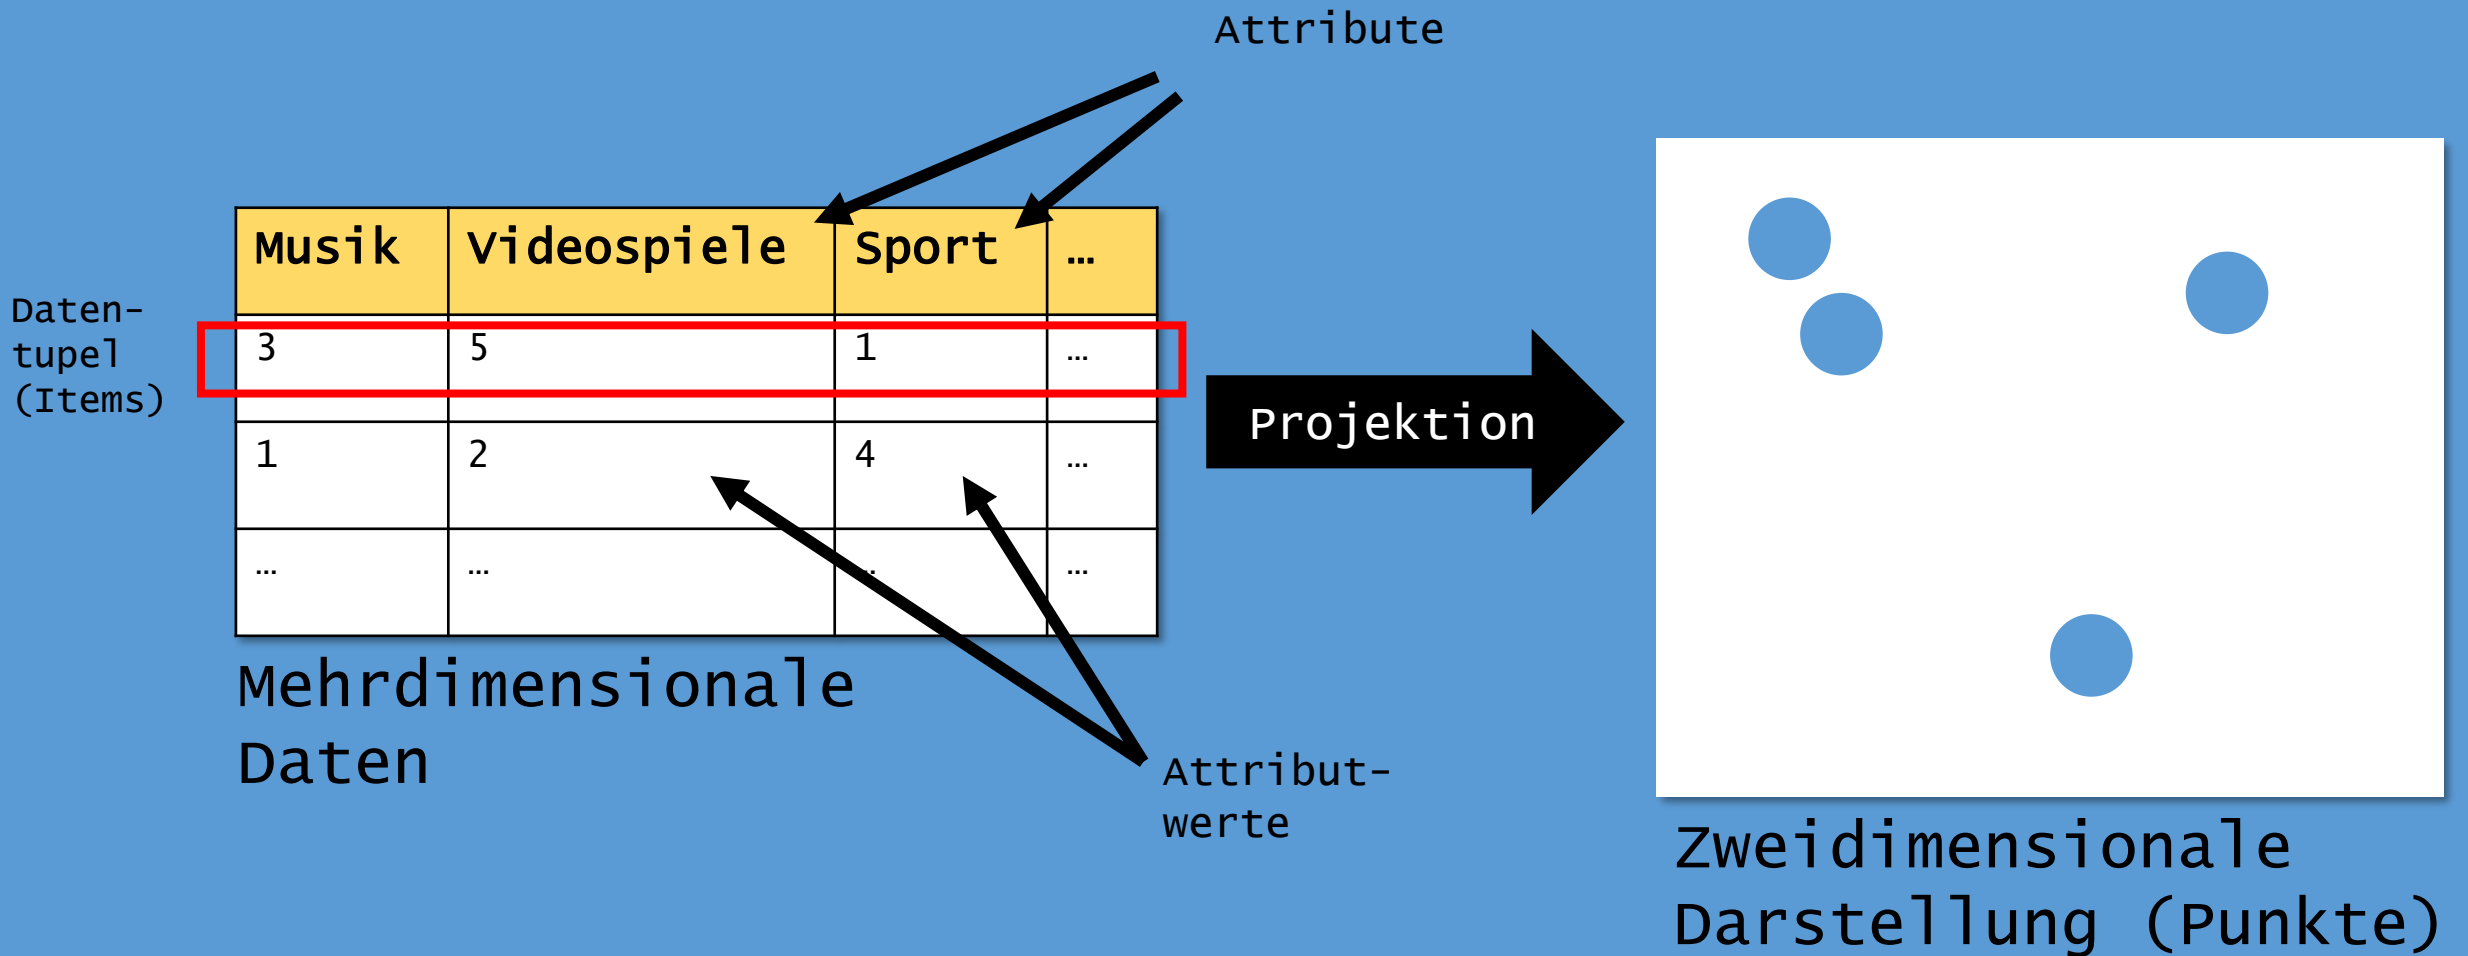 Attribute
Musik Videospiele Sport …
Daten-
tupel
(Items)
3 5 1 …
1 2 4 …
… … … …
Projektion
Mehrdimensionale
Daten
Attribut-
werte
Zweidimensionale
Darstellung (Punkte)